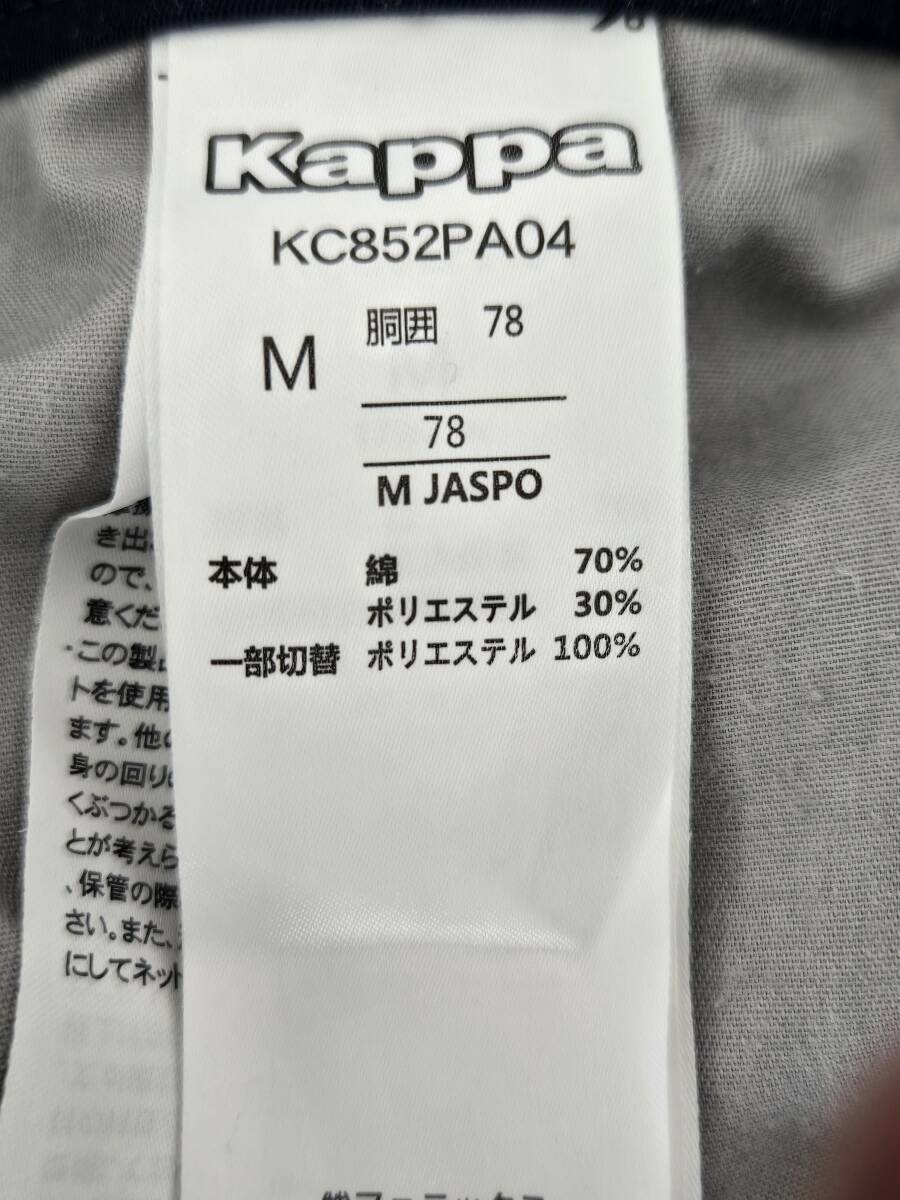 Kappa
KC852PA04
M
胴囲 78
78
M JASPO
本体 綿 70%
ポリエステル 30%
一部切替 ポリエステル 100%
き出
ので、
意くだ
・この製品
トを使用
ます。他の
身の回りの
くぶつかる
とが考えら
、保管の際
さい。また、
にしてネット